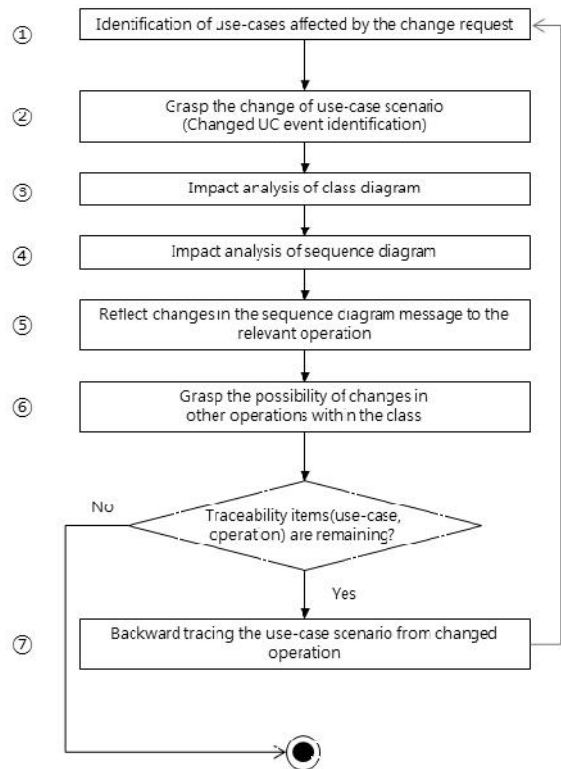 ① Identification of use-cases affected by the change request
② Grasp the change of use-case scenario
(Changed UC event identification)
③ Impact analysis of class diagram
④ Impact analysis of sequence diagram
⑤ Reflect changes in the sequence diagram message to the
relevant operation
⑥ Grasp the possibility of changes in
other operations within the class
No
Traceability items(use-case,
operation) are remaining?
Yes
⑦ Backward tracing the use-case scenario from changed
operation